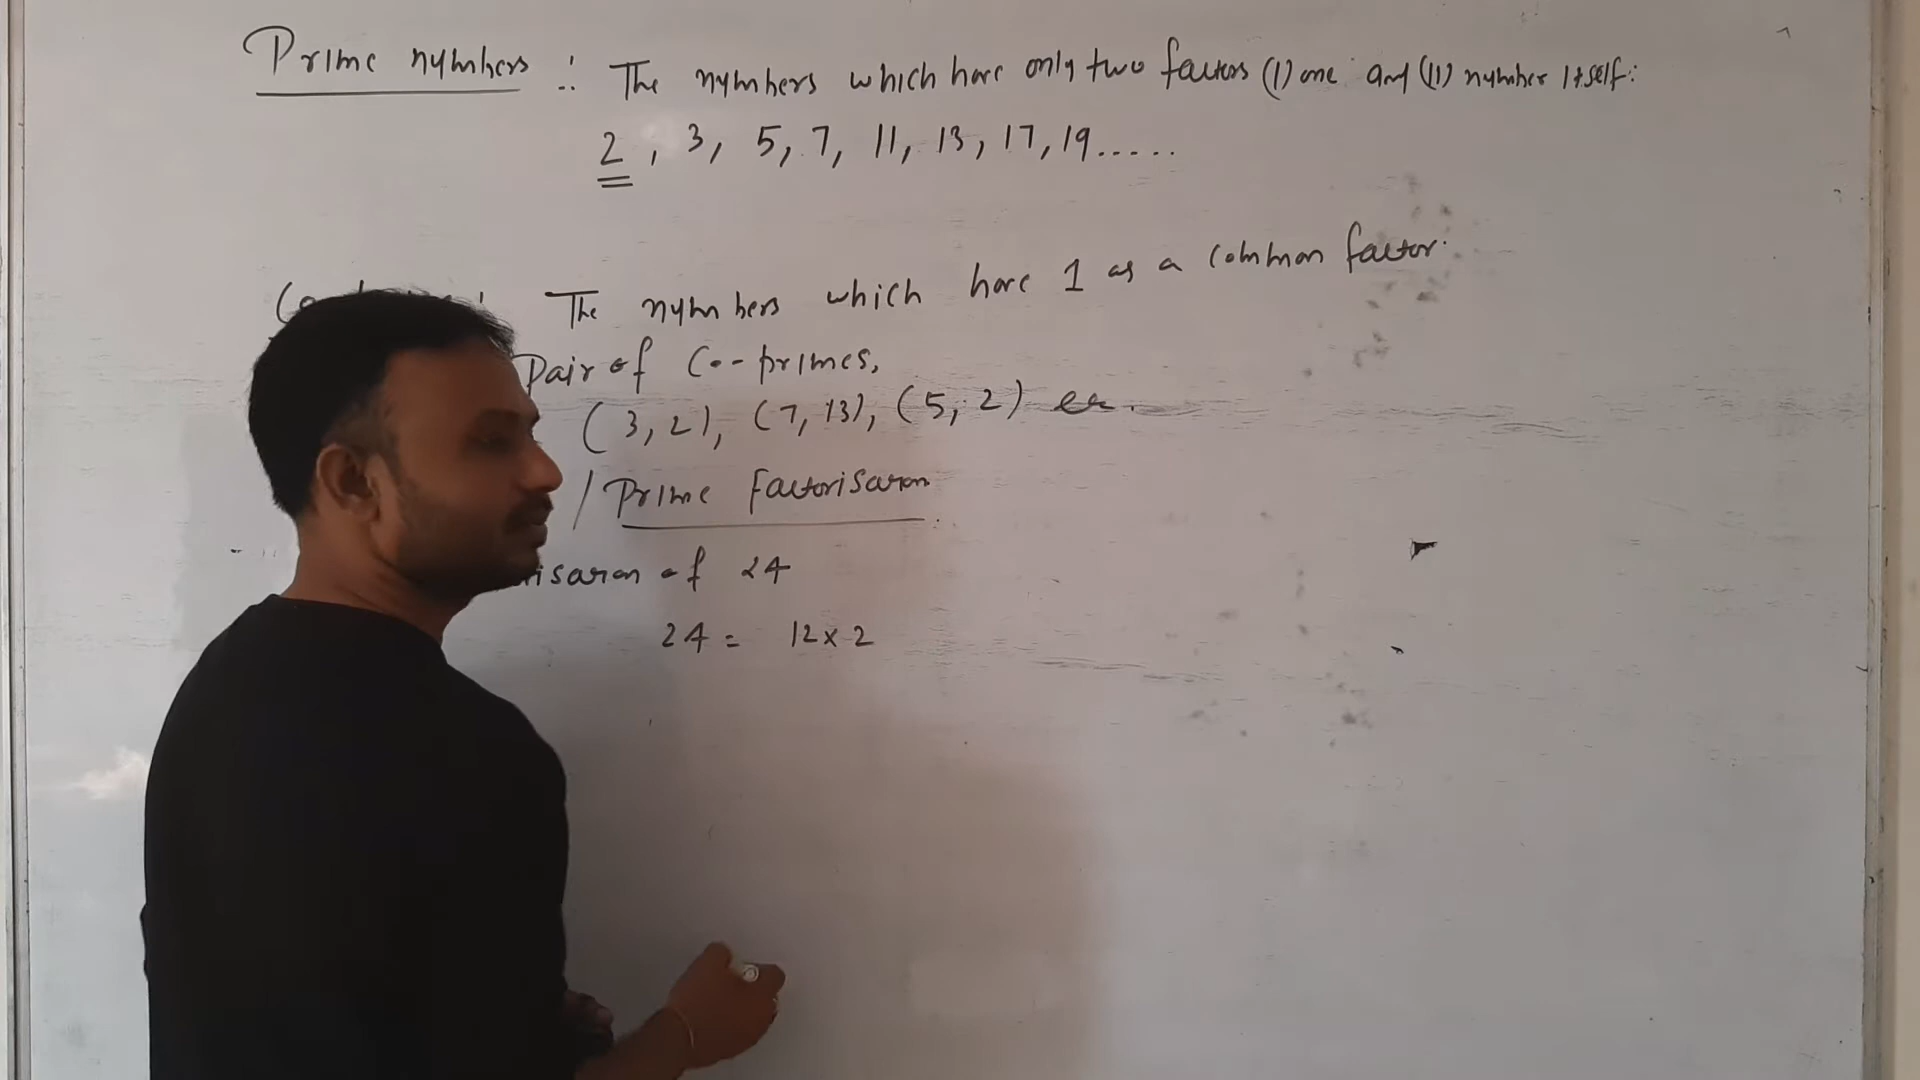 Prime numbers :- The numbers which have only two factors (I) one and (II) number itself:
2, 3, 5, 7, 11, 13, 17, 19.....
The numbers which have 1 as a common factor.
Pair of Co-primes,
(3, 2), (7, 13), (5, 2)
/ Prime Factorisation
of 24
24 = 12 x 2